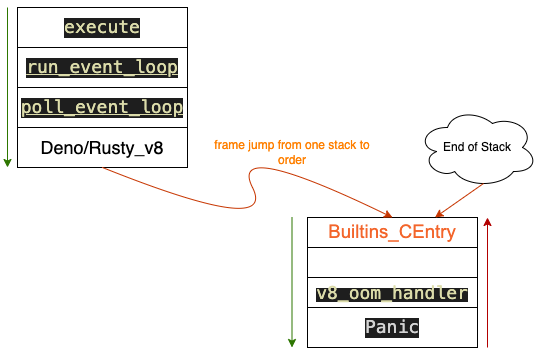 execute
run_event_loop
poll_event_loop
Deno/Rusty_v8
frame jump from one stack to
order
End of Stack
Builtins_CEntry
v8_oom_handler
Panic